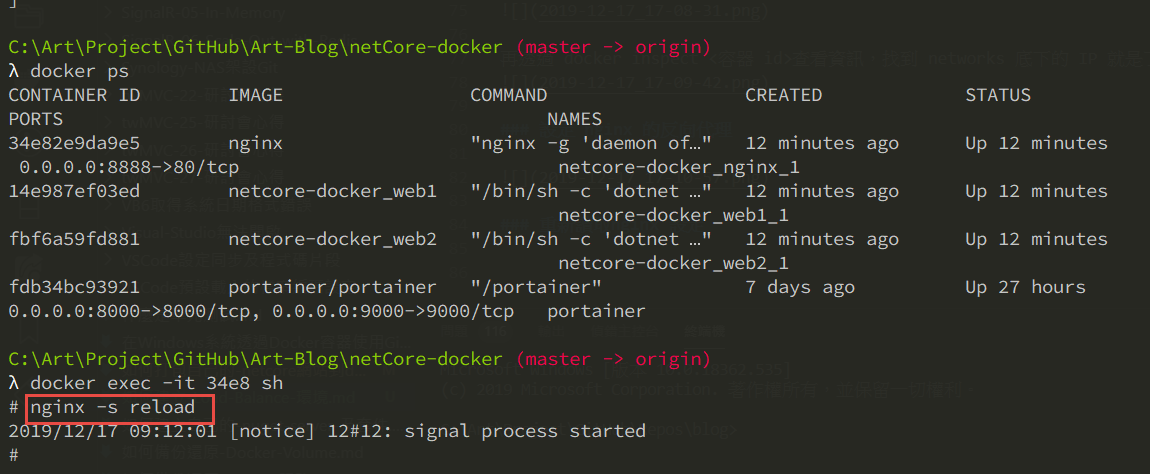 ]
C:\Art\Project\GitHub\Art-Blog\netCore-docker (master -> origin)
λ docker ps
CONTAINER ID        IMAGE                 COMMAND                  CREATED             STATUS
PORTS                                            NAMES
34e82e9da9e5        nginx                 "nginx -g 'daemon of…"   12 minutes ago      Up 12 minutes
0.0.0.0:8888->80/tcp                             netcore-docker_nginx_1
14e987ef03ed        netcore-docker_web1   "/bin/sh -c 'dotnet …"   12 minutes ago      Up 12 minutes
netcore-docker_web1_1
fbf6a59fd881        netcore-docker_web2   "/bin/sh -c 'dotnet …"   12 minutes ago      Up 12 minutes
netcore-docker_web2_1
fdb34bc93921        portainer/portainer   "/portainer"             7 days ago          Up 27 hours
0.0.0.0:8000->8000/tcp, 0.0.0.0:9000->9000/tcp   portainer
C:\Art\Project\GitHub\Art-Blog\netCore-docker (master -> origin)
λ docker exec -it 34e8 sh
# nginx -s reload
2019/12/17 09:12:01 [notice] 12#12: signal process started
#